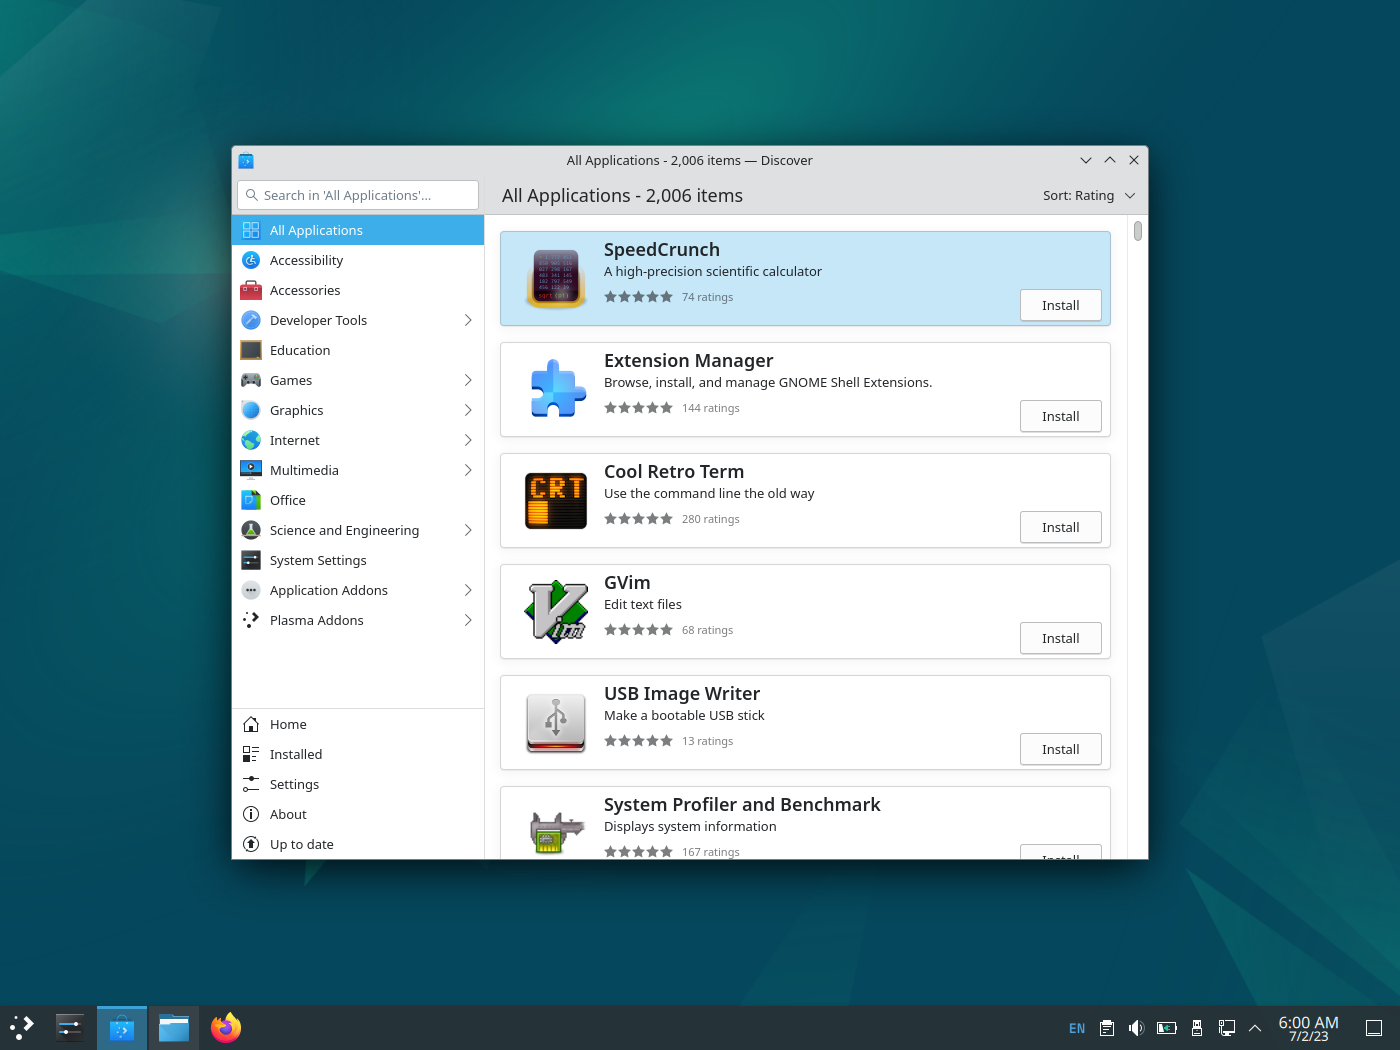 All Applications - 2,006 items — Discover
Search in 'All Applications'...
All Applications - 2,006 items
Sort: Rating
All Applications
Accessibility
Accessories
Developer Tools
Education
Games
Graphics
Internet
Multimedia
Office
Science and Engineering
System Settings
Application Addons
Plasma Addons
Home
Installed
Settings
About
Up to date
SpeedCrunch
A high-precision scientific calculator
74 ratings
Install
Extension Manager
Browse, install, and manage GNOME Shell Extensions.
144 ratings
Install
CRT
Cool Retro Term
Use the command line the old way
280 ratings
Install
Vim
GVim
Edit text files
68 ratings
Install
USB Image Writer
Make a bootable USB stick
13 ratings
Install
System Profiler and Benchmark
Displays system information
167 ratings
Install
EN
6:00 AM
7/2/23